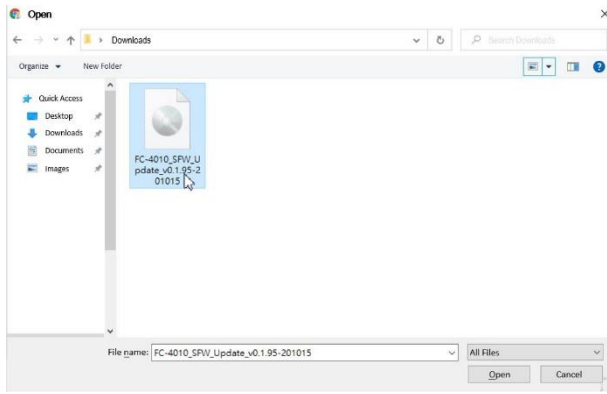 Open
Downloads
Search Downloads
Organize
New Folder
Quick Access
Desktop
Downloads
Documents
Images
FC-4010_SFW_U
pdate_v0.1.95-2
01015
File name:
FC-4010_SFW_Update_v0.1.95-201015
All Files
Open
Cancel